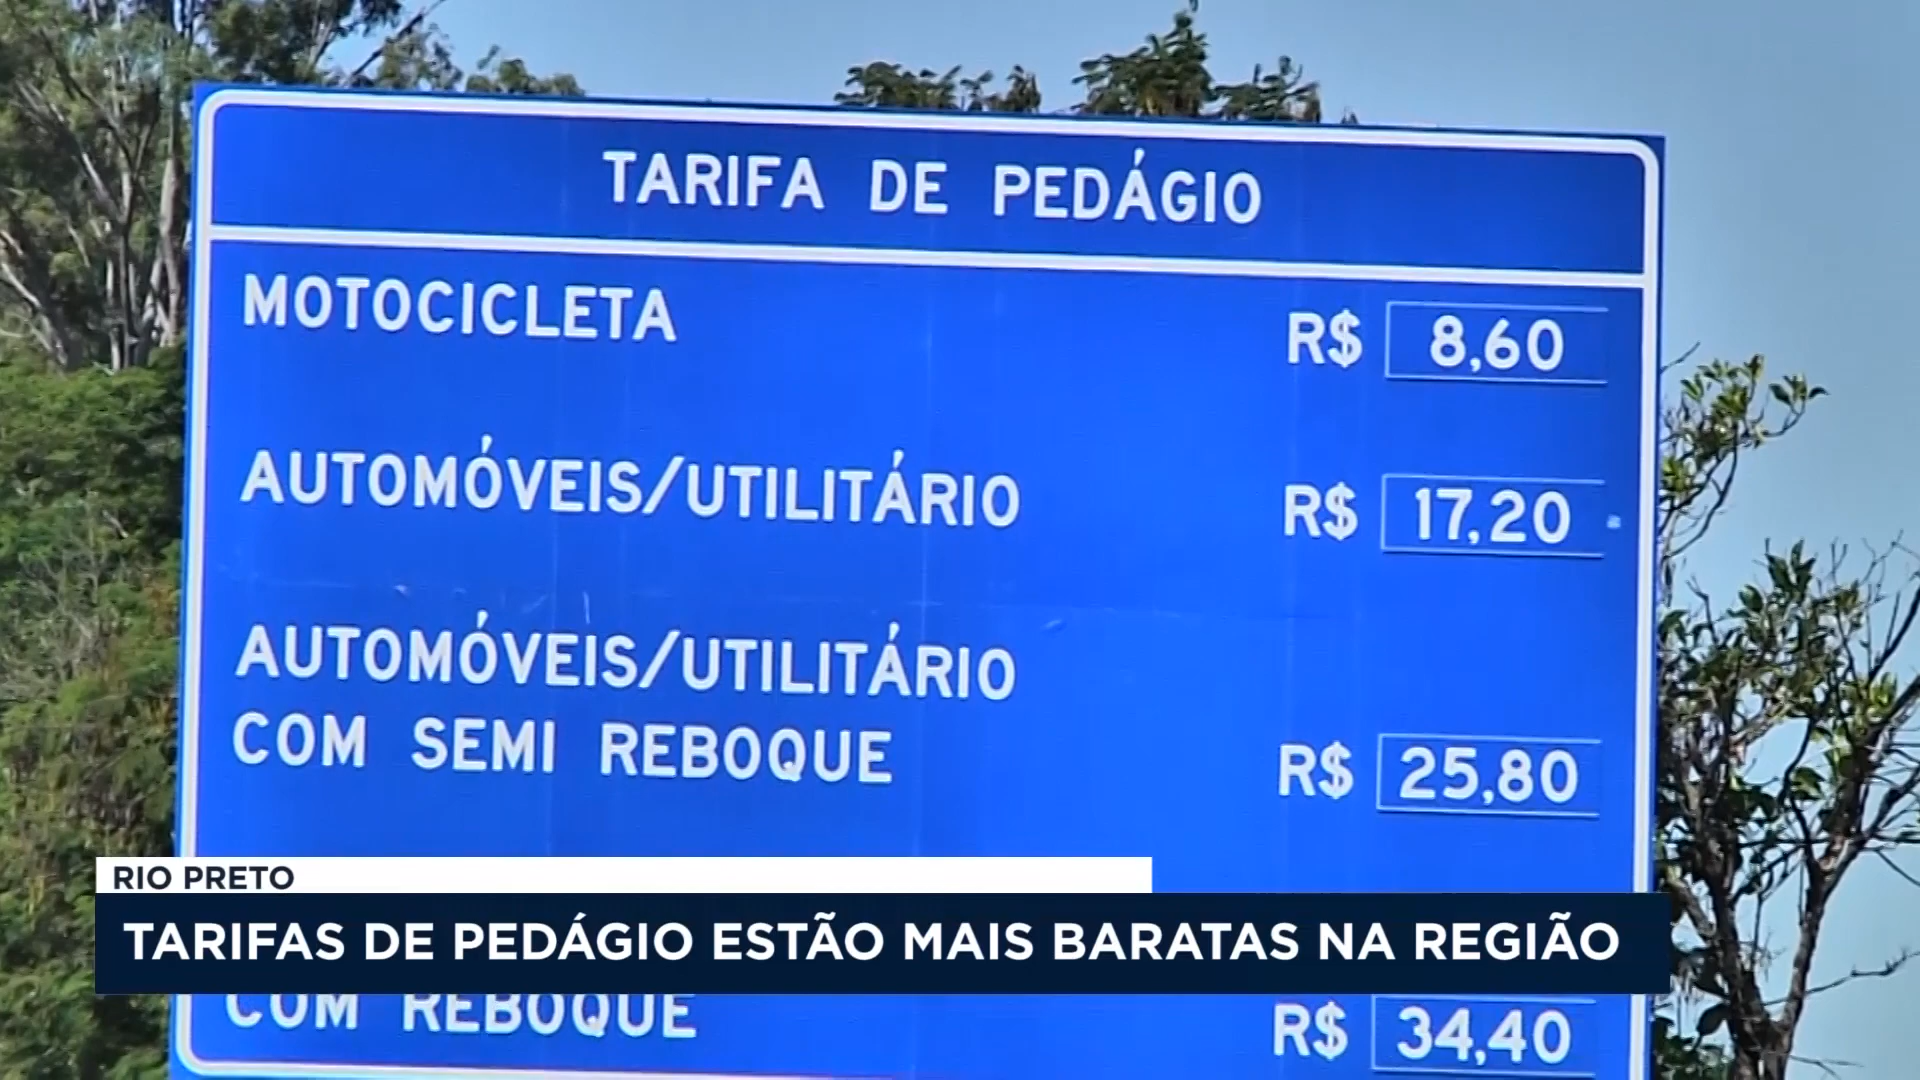 TARIFA DE PEDÁGIO
MOTOCICLETA R$ 8,60
AUTOMÓVEIS/UTILITÁRIO R$ 17,20
AUTOMÓVEIS/UTILITÁRIO
COM SEMI REBOQUE R$ 25,80
RIO PRETO
TARIFAS DE PEDÁGIO ESTÃO MAIS BARATAS NA REGIÃO
COM REBOQUE R$ 34,40